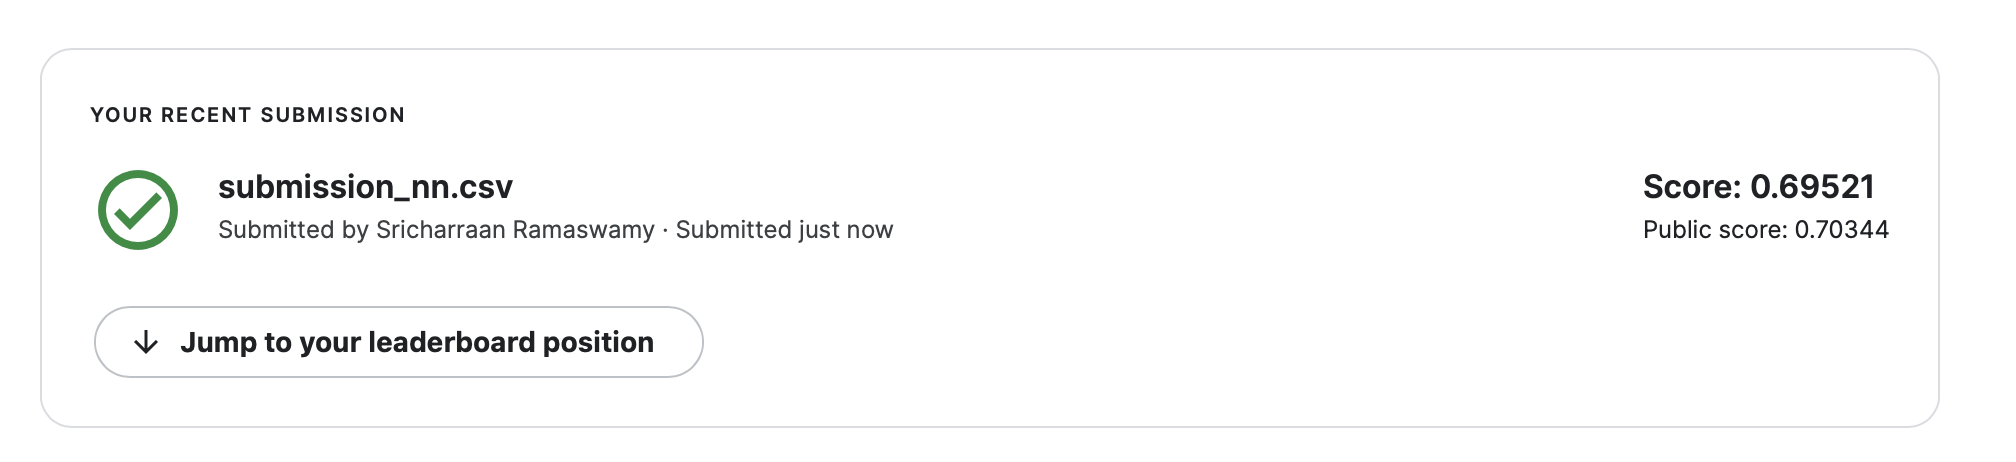 YOUR RECENT SUBMISSION
submission_nn.csv
Score: 0.69521
Submitted by Sricharraan Ramaswamy · Submitted just now
Public score: 0.70344
Jump to your leaderboard position